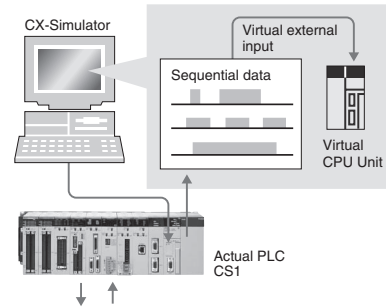 CX-Simulator
Virtual external
input
Sequential data
Virtual
CPU Unit
Actual PLC
CS1